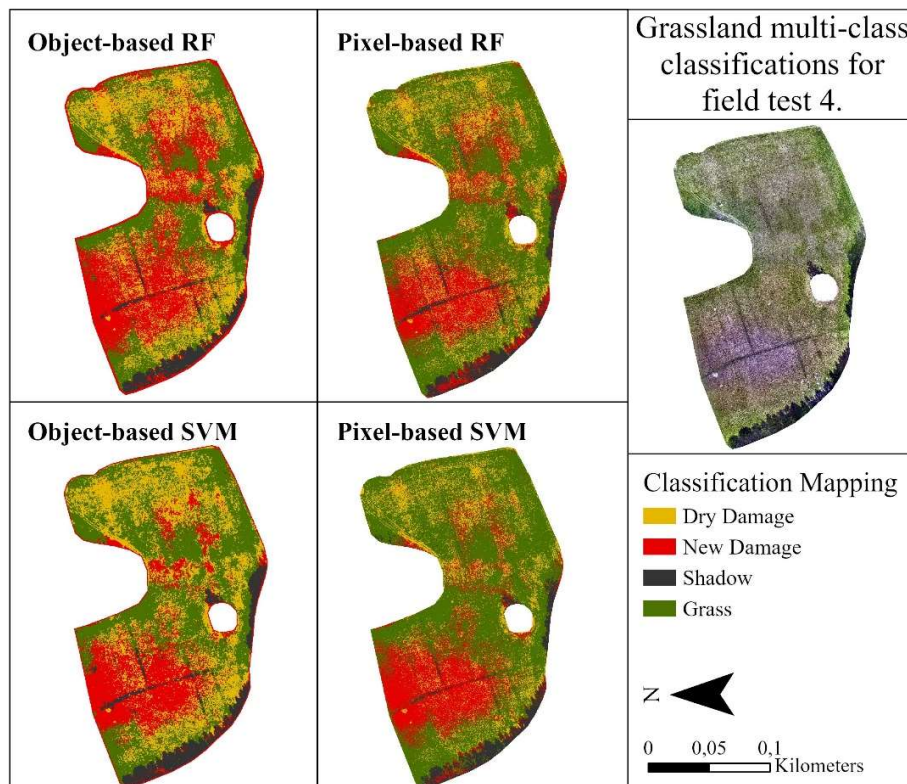 Object-based RF
Pixel-based RF
Grassland multi-class
classifications for
field test 4.
Object-based SVM
Pixel-based SVM
Classification Mapping
Dry Damage
New Damage
Shadow
Grass
N
0 0,05 0,1
Kilometers